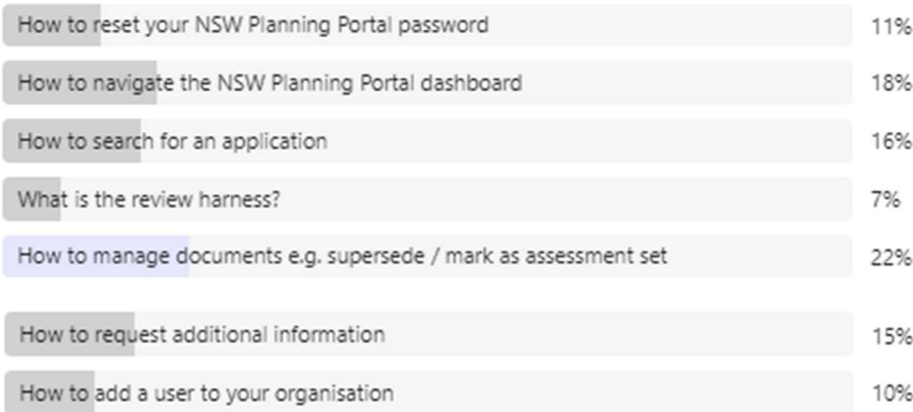 How to reset your NSW Planning Portal password 11%
How to navigate the NSW Planning Portal dashboard 18%
How to search for an application 16%
What is the review harness? 7%
How to manage documents e.g. supersede / mark as assessment set 22%
How to request additional information 15%
How to add a user to your organisation 10%